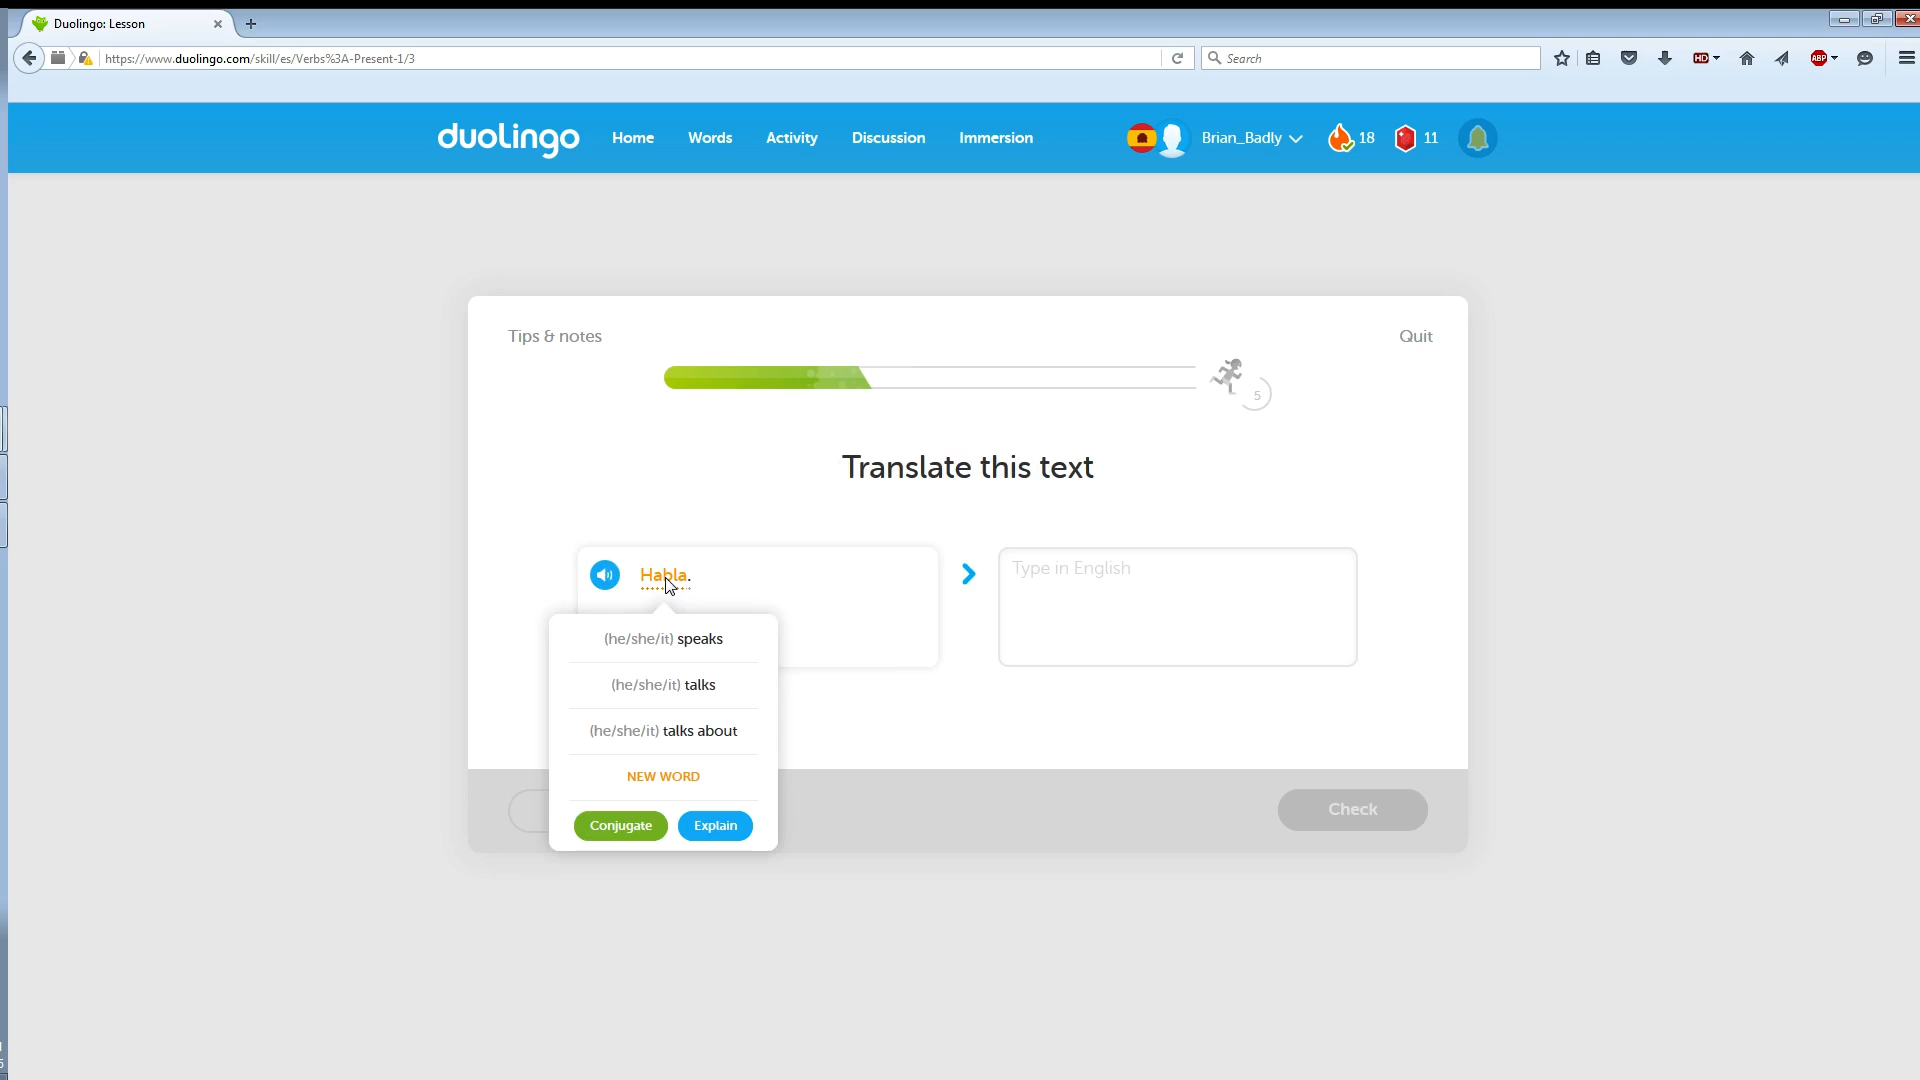 Duolingo: Lesson
https://www.duolingo.com/skill/es/Verbs%3A-Present-1/3
Search
HD
ABP
duolingo
Home
Words
Activity
Discussion
Immersion
Brian_Badly
18
11
Tips & notes
Quit
5
Translate this text
Habla.
Type in English
(he/she/it) speaks
(he/she/it) talks
(he/she/it) talks about
NEW WORD
Conjugate
Explain
Check